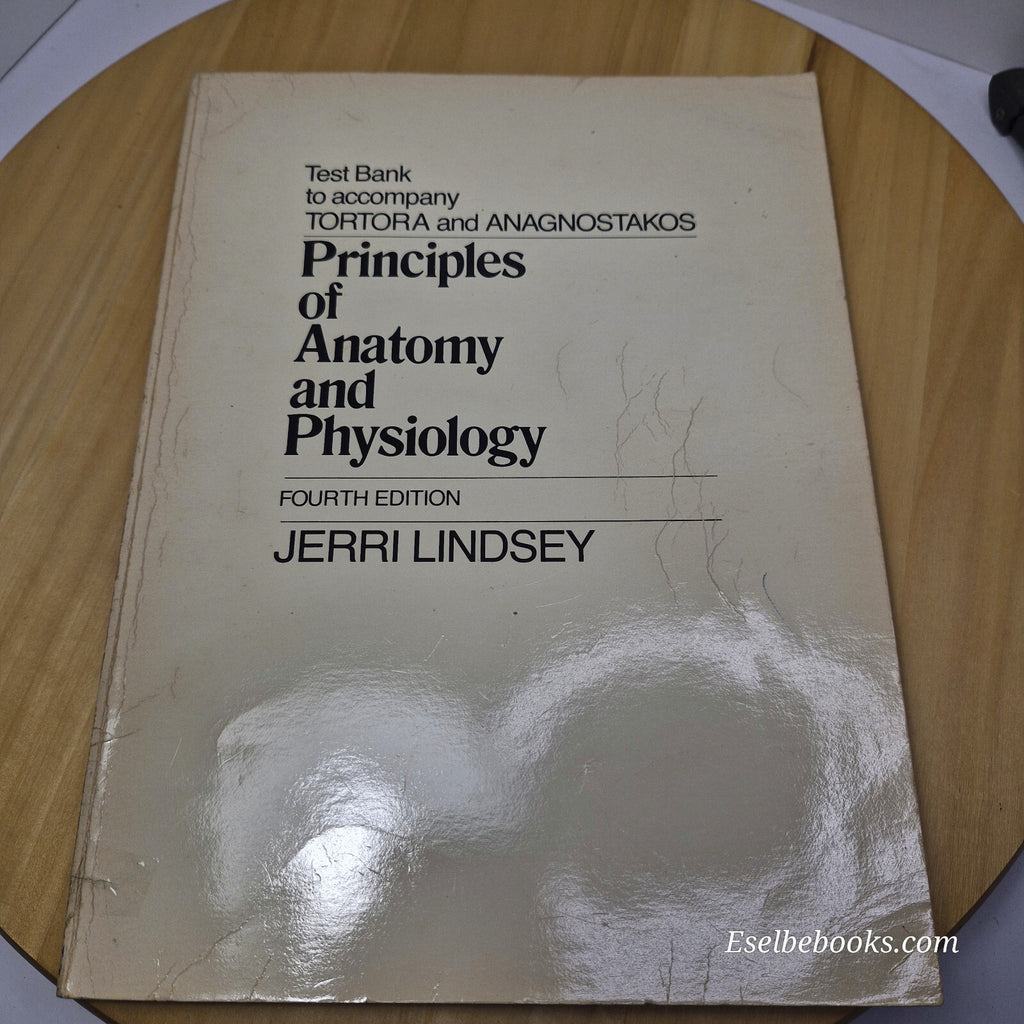 Test Bank
to accompany
TORTORA and ANAGNOSTAKOS
Principles
of
Anatomy
and
Physiology
FOURTH EDITION
JERRI LINDSEY
Eselbebooks.com